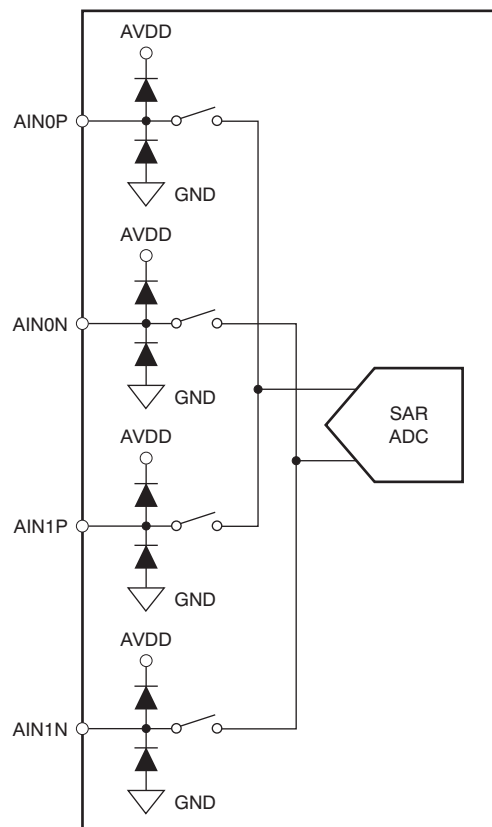 AVDD
AIN0P
GND
AVDD
AIN0N
GND
SAR
ADC
AVDD
AIN1P
GND
AVDD
AIN1N
GND